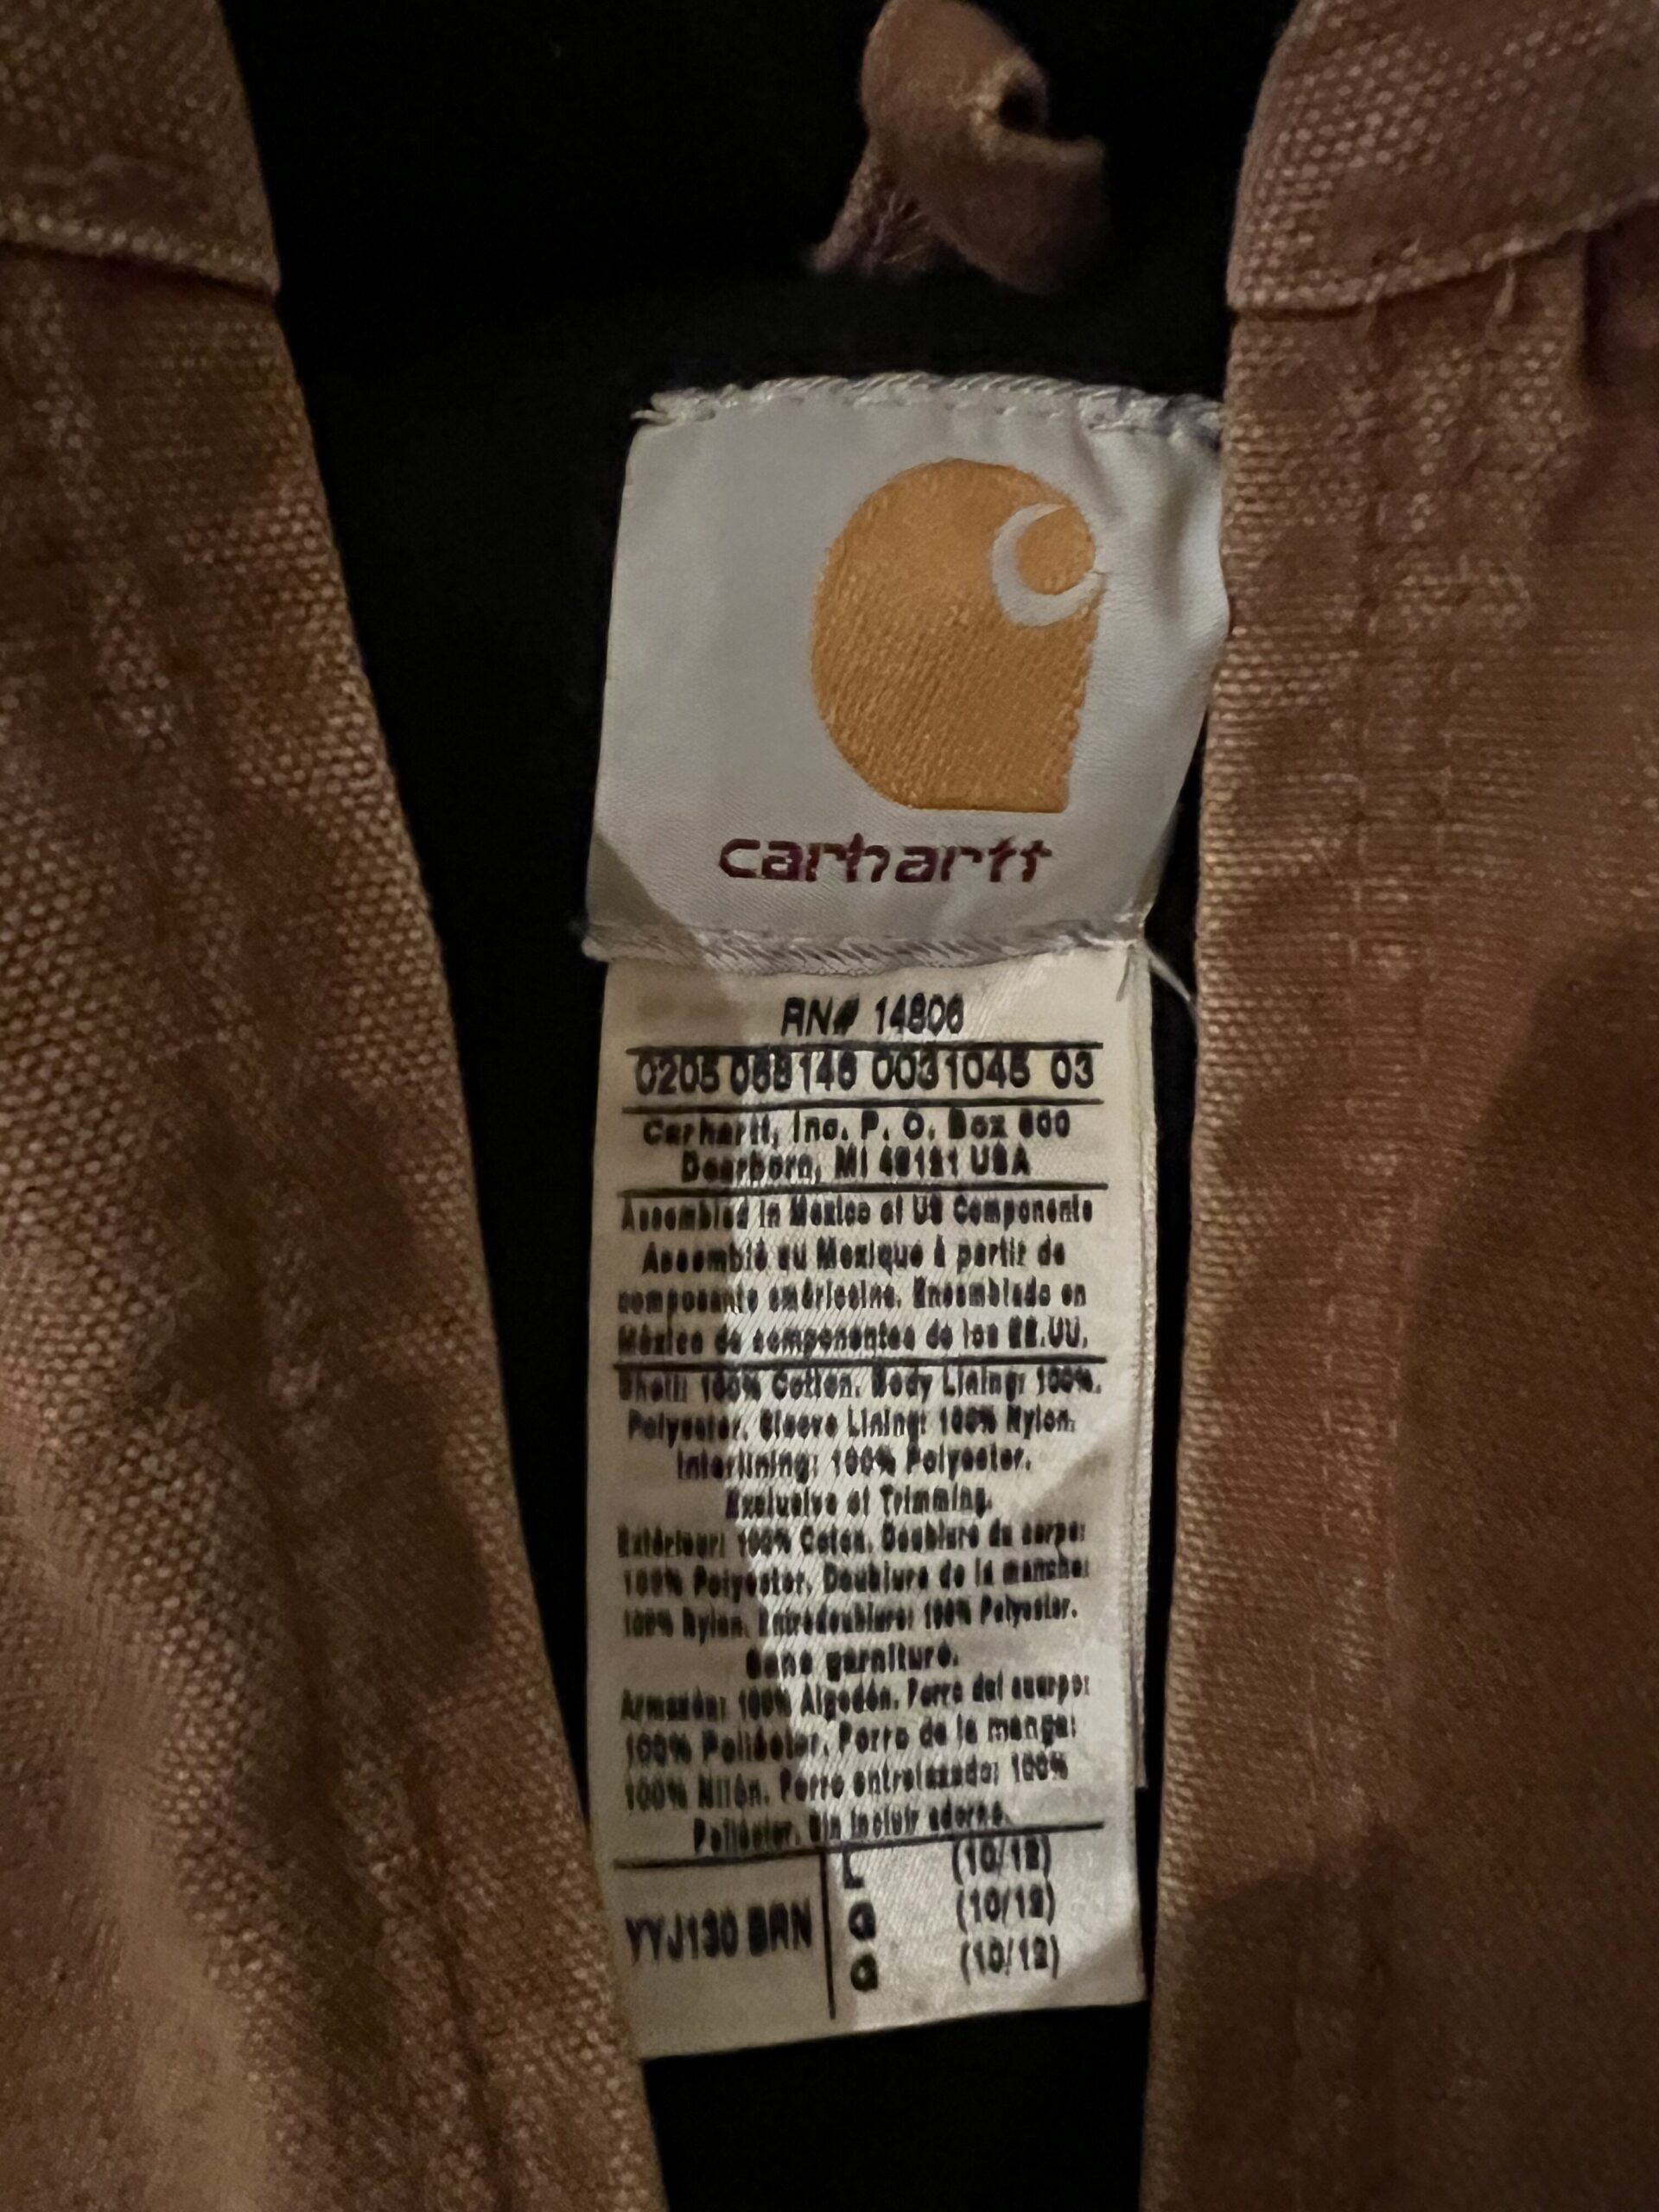 carhartt
RN# 14806
0205 068146 0031045 03
Carhartt, Inc. P. O. Box 600
Dearborn, MI 48121 USA
Assembled in Mexico of US Components
Assemblé au Mexique à partir de
composants américains. Ensamblado en
México de componentes de los EE.UU.
Shell: 100% Cotton. Body Lining: 100%
Polyester. Sleeve Lining: 100% Nylon.
Interlining: 100% Polyester.
Exclusive of Trimming.
Extérieur: 100% Coton. Doublure du corps:
100% Polyester. Doublure de la manche:
100% Nylon. Entredoublure: 100% Polyester.
Sans garniture.
Armazón: 100% Algodón. Forro del cuerpo:
100% Poliéster. Forro de la manga:
100% Nilón. Forro entrelazado: 100%
Poliéster. Sin incluir adorno.
YYJ130 BRN
L (10/12)
G (10/12)
G (10/12)